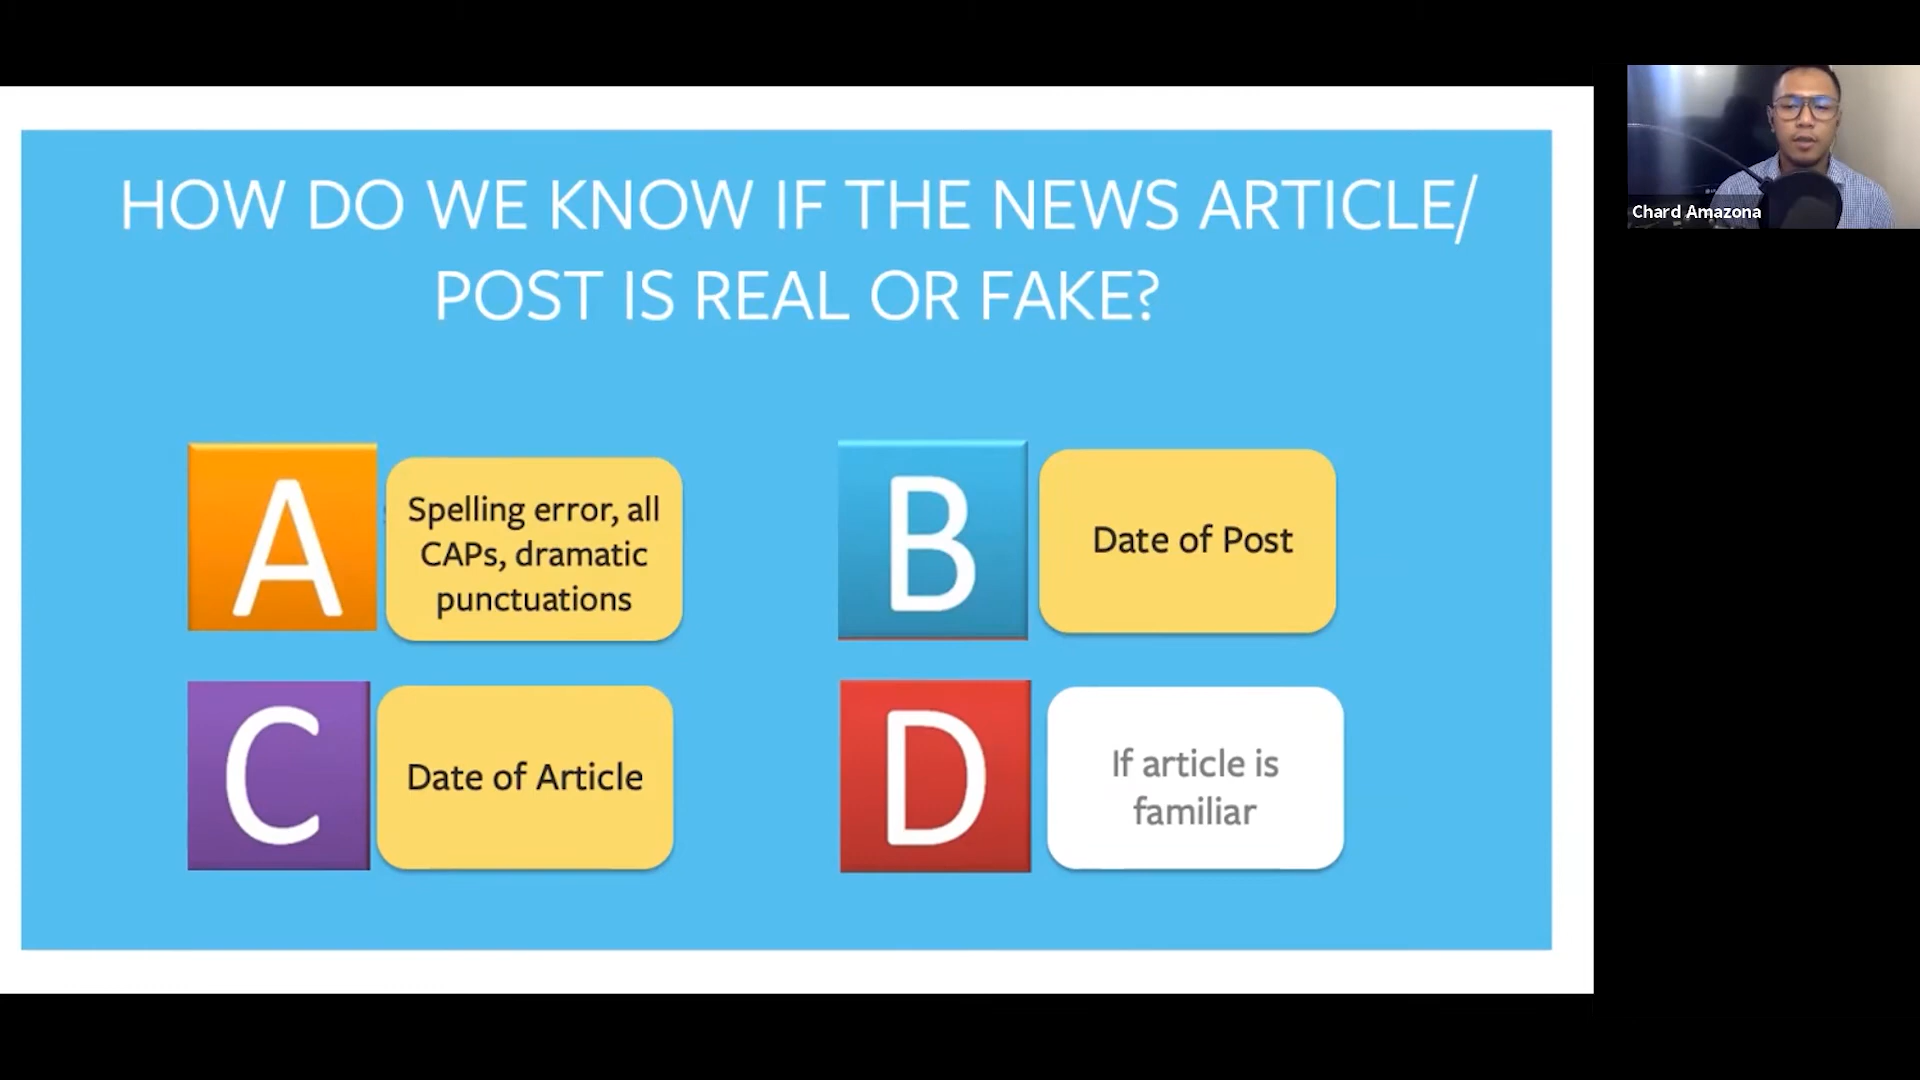 HOW DO WE KNOW IF THE NEWS ARTICLE/
POST IS REAL OR FAKE?
A
Spelling error, all
CAPs, dramatic
punctuations
B
Date of Post
C
Date of Article
D
If article is
familiar
Chard Amazona